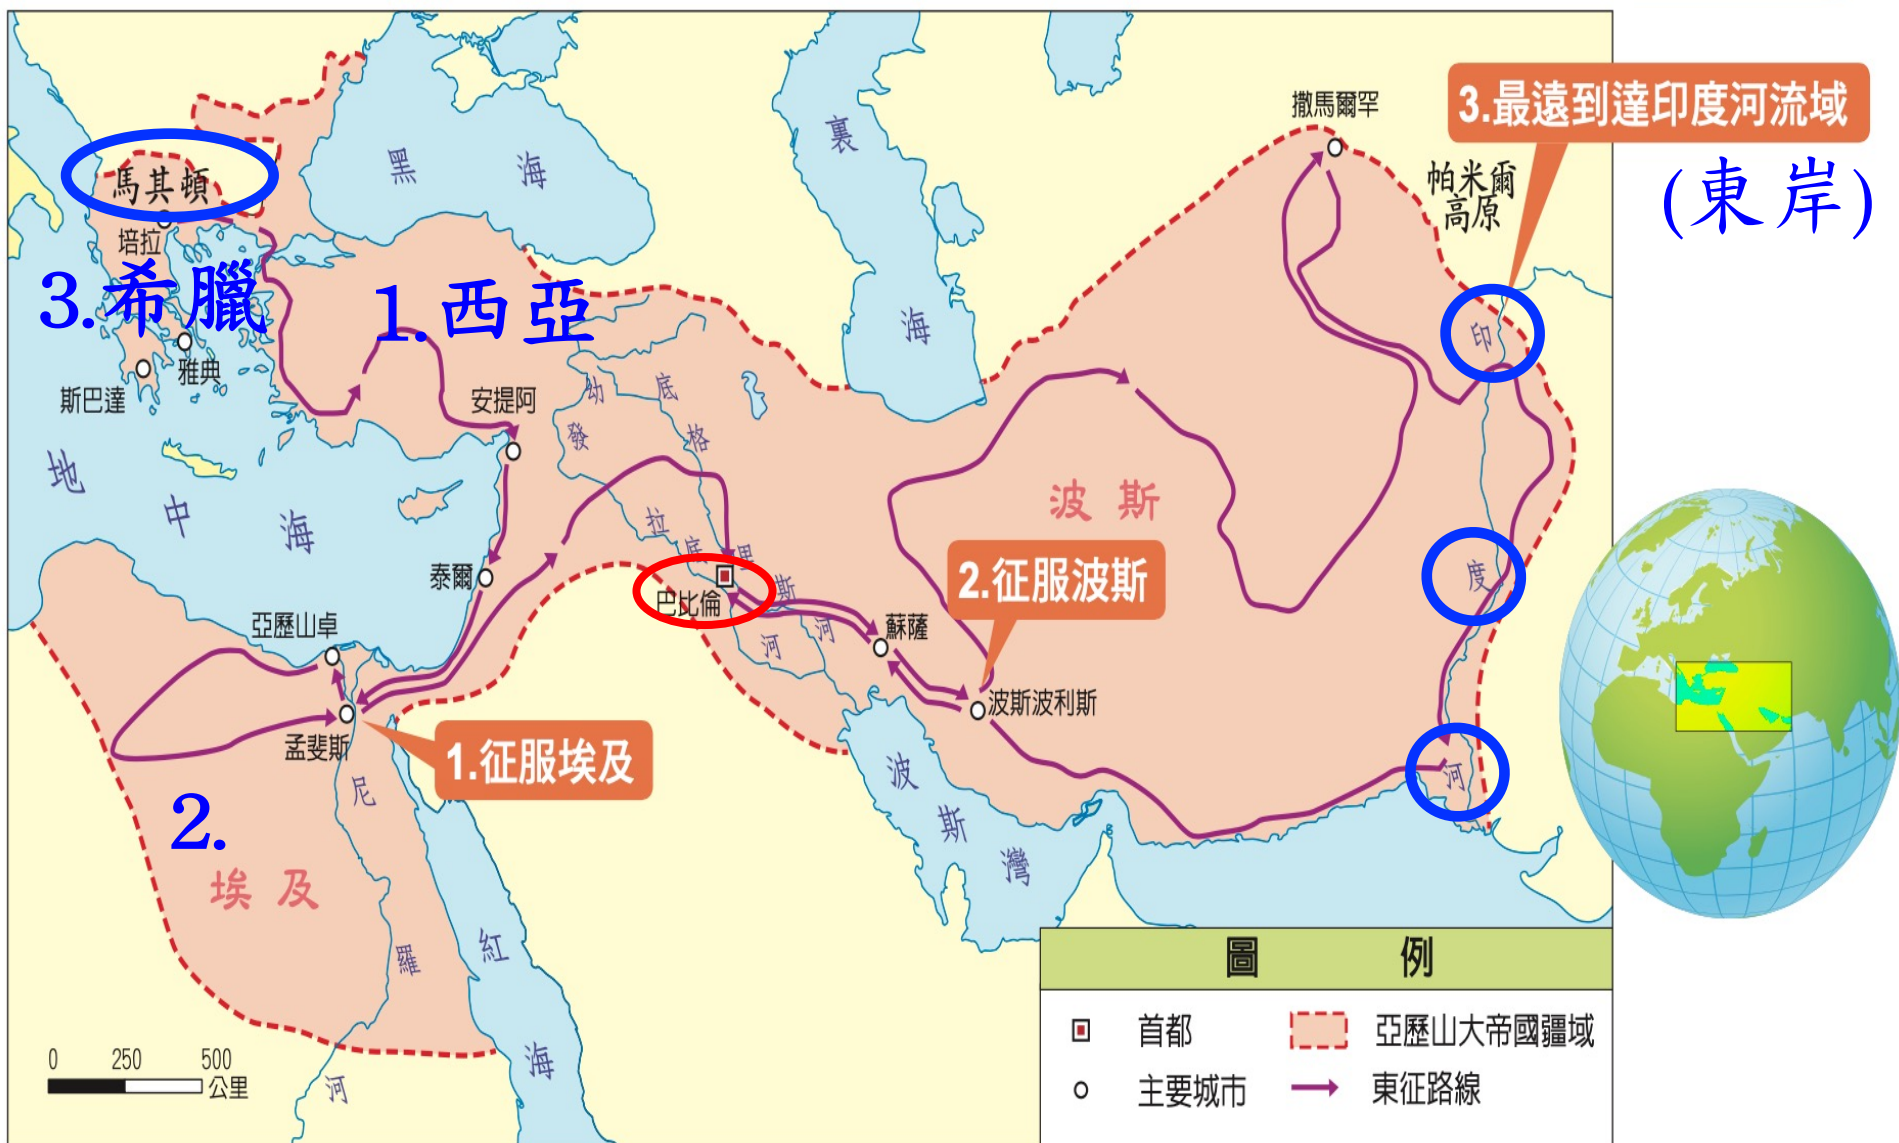 3.最遠到達印度河流域
(東岸)
撒馬爾罕
帕米爾
高原
黑海
裏海
馬其頓
培拉
3.希臘
1.西亞
雅典
斯巴達
安提阿
地中海
幼發拉底河
底格里斯河
印度河
波斯
泰爾
巴比倫
2.征服波斯
蘇薩
亞歷山卓
波斯波利斯
孟斐斯
1.征服埃及
尼羅河
2.
埃及
紅海
波斯灣
圖例
首都
亞歷山大帝國疆域
主要城市
東征路線
0 250 500
公里